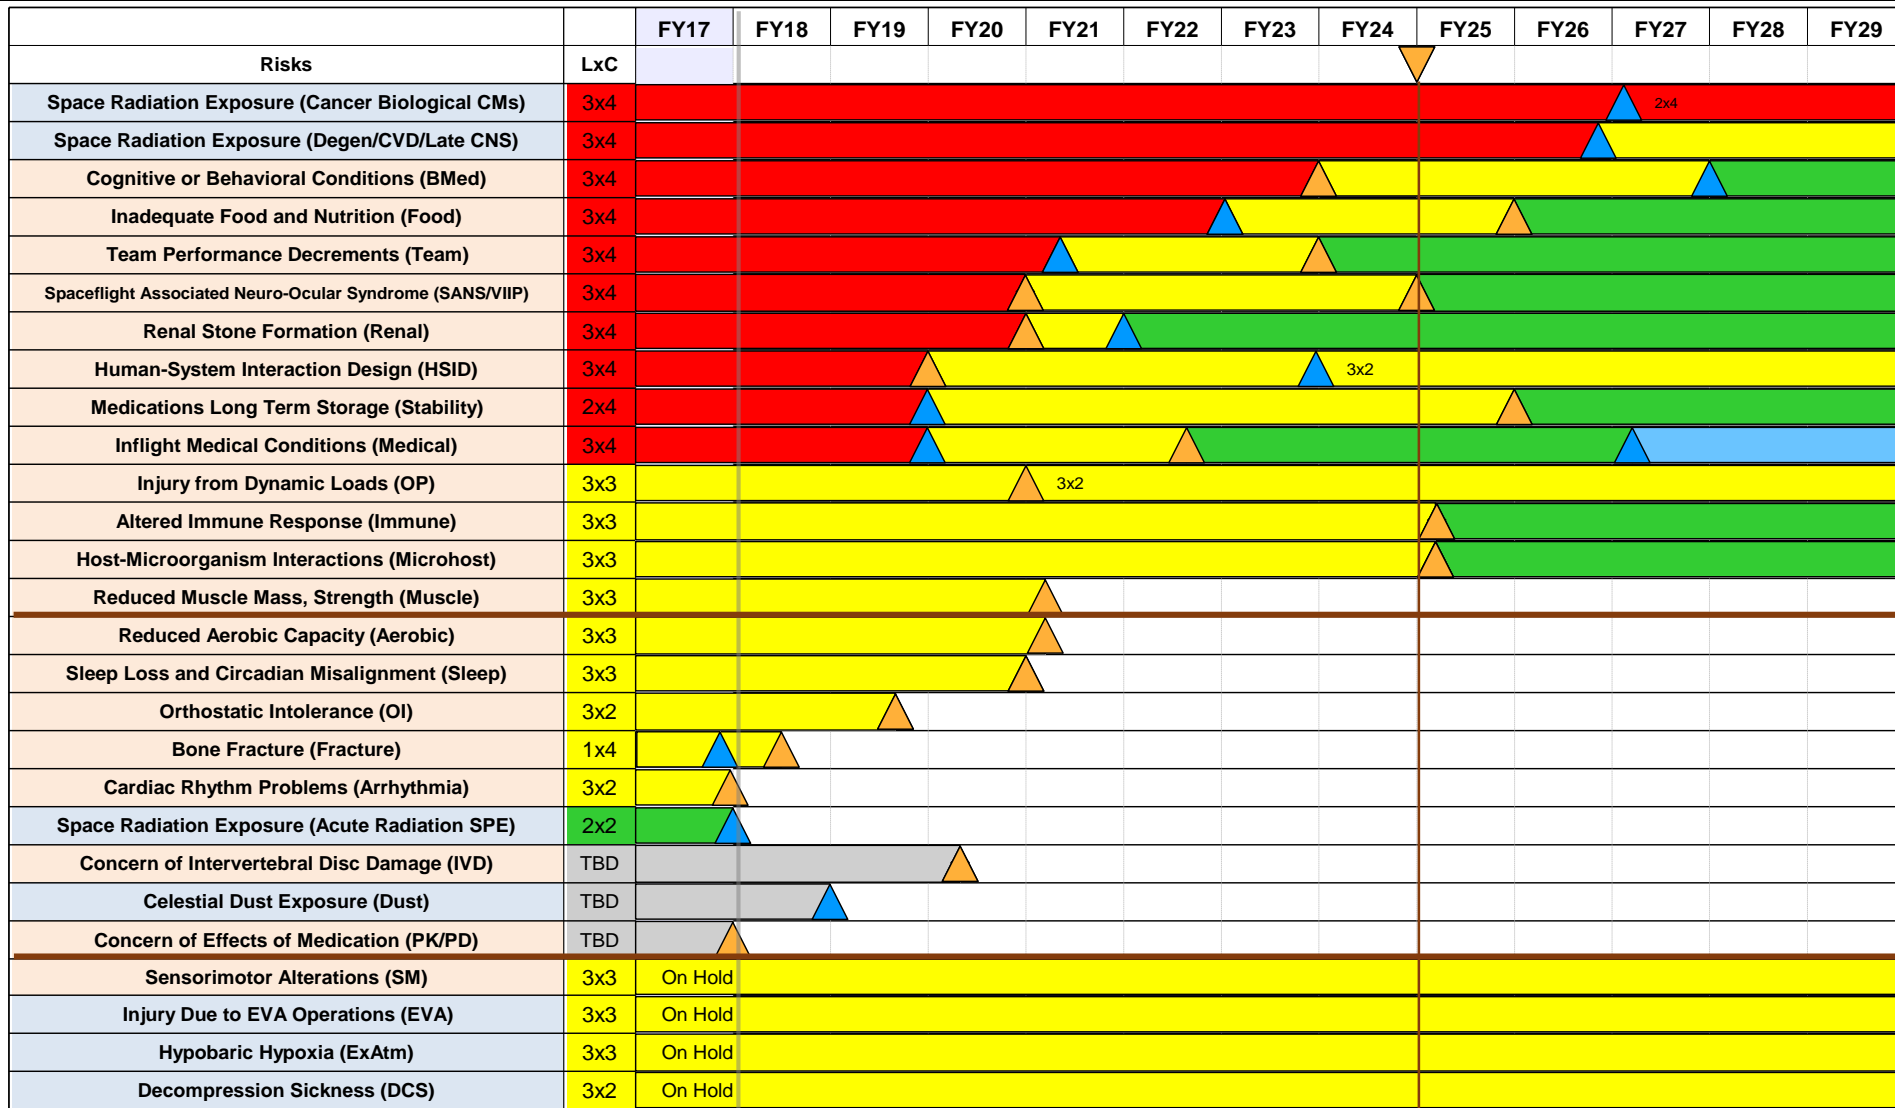 FY17 FY18 FY19 FY20 FY21 FY22 FY23 FY24 FY25 FY26 FY27 FY28 FY29
Risks LxC
Space Radiation Exposure (Cancer Biological CMs) 3x4 2x4
Space Radiation Exposure (Degen/CVD/Late CNS) 3x4
Cognitive or Behavioral Conditions (BMed) 3x4
Inadequate Food and Nutrition (Food) 3x4
Team Performance Decrements (Team) 3x4
Spaceflight Associated Neuro-Ocular Syndrome (SANS/VIIP) 3x4
Renal Stone Formation (Renal) 3x4
Human-System Interaction Design (HSID) 3x4 3x2
Medications Long Term Storage (Stability) 2x4
Inflight Medical Conditions (Medical) 3x4
Injury from Dynamic Loads (OP) 3x3 3x2
Altered Immune Response (Immune) 3x3
Host-Microorganism Interactions (Microhost) 3x3
Reduced Muscle Mass, Strength (Muscle) 3x3
Reduced Aerobic Capacity (Aerobic) 3x3
Sleep Loss and Circadian Misalignment (Sleep) 3x3
Orthostatic Intolerance (OI) 3x2
Bone Fracture (Fracture) 1x4
Cardiac Rhythm Problems (Arrhythmia) 3x2
Space Radiation Exposure (Acute Radiation SPE) 2x2
Concern of Intervertebral Disc Damage (IVD) TBD
Celestial Dust Exposure (Dust) TBD
Concern of Effects of Medication (PK/PD) TBD
Sensorimotor Alterations (SM) 3x3 On Hold
Injury Due to EVA Operations (EVA) 3x3 On Hold
Hypobaric Hypoxia (ExAtm) 3x3 On Hold
Decompression Sickness (DCS) 3x2 On Hold